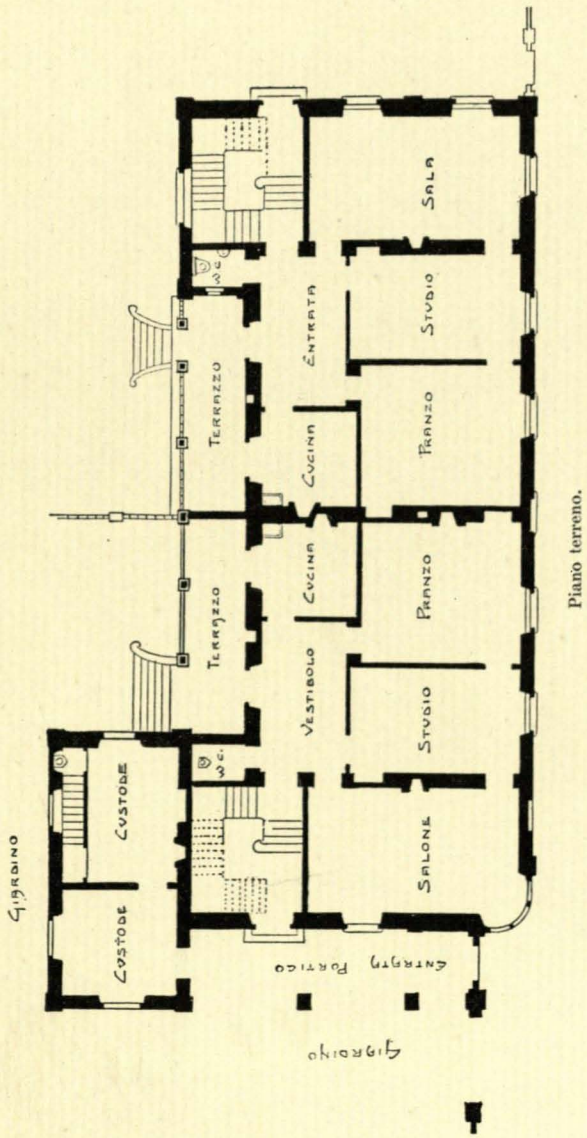 GIARDINO
CUSTODE
CUSTODE
TERRAZZO
TERRAZZO
W C.
W C
VESTIBOLO
CUCINA
CUCINA
ENTRATA
SALONE
STUDIO
PRANZO
PRANZO
STUDIO
SALA
ENTRATA
PORTICO
GIARDINO
Piano terreno.